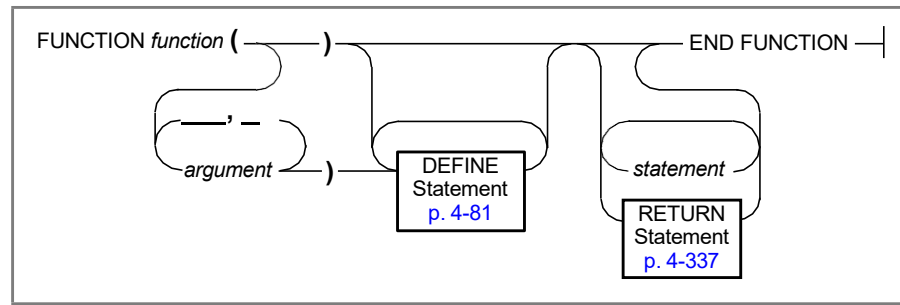 FUNCTION function ( ) END FUNCTION
,
argument )
DEFINE
Statement
p. 4-81
statement
RETURN
Statement
p. 4-337